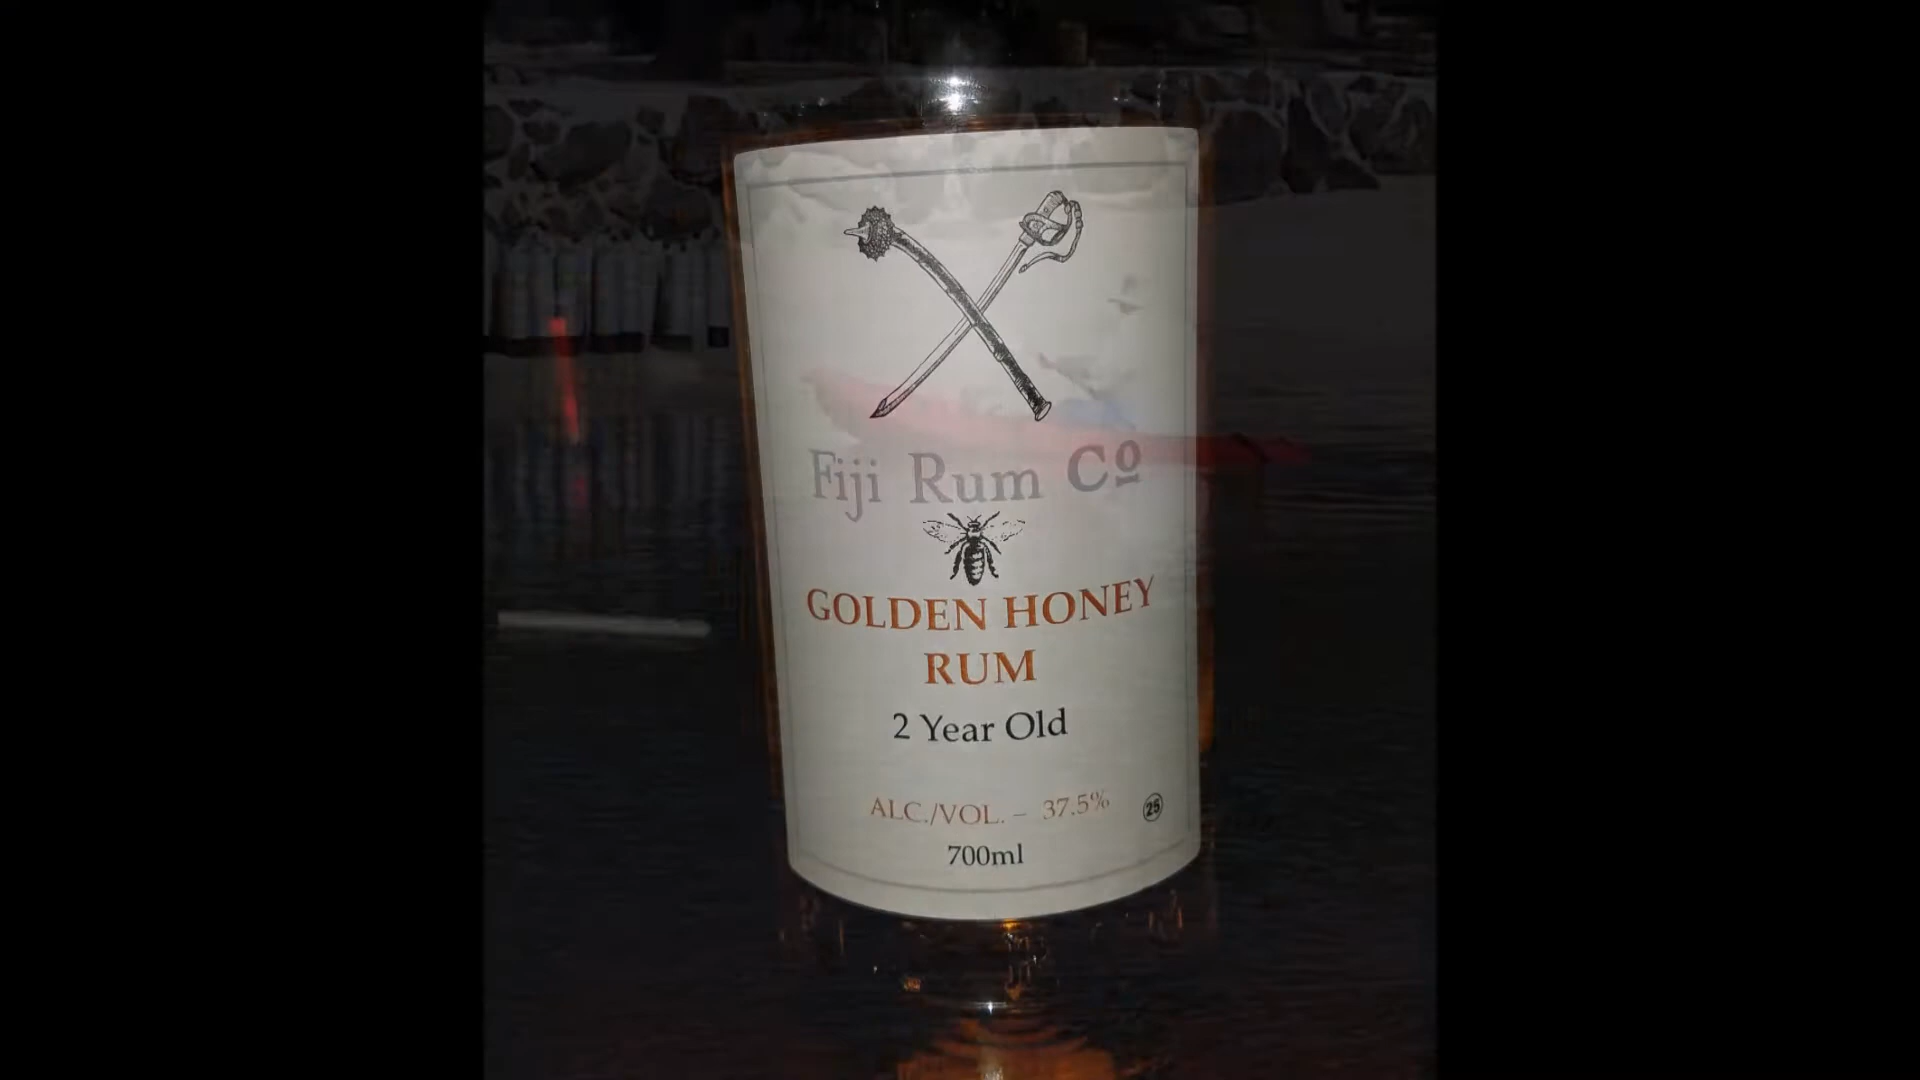 Fiji Rum Cº
GOLDEN HONEY
RUM
2 Year Old
ALC./VOL. – 37.5%
25
700ml